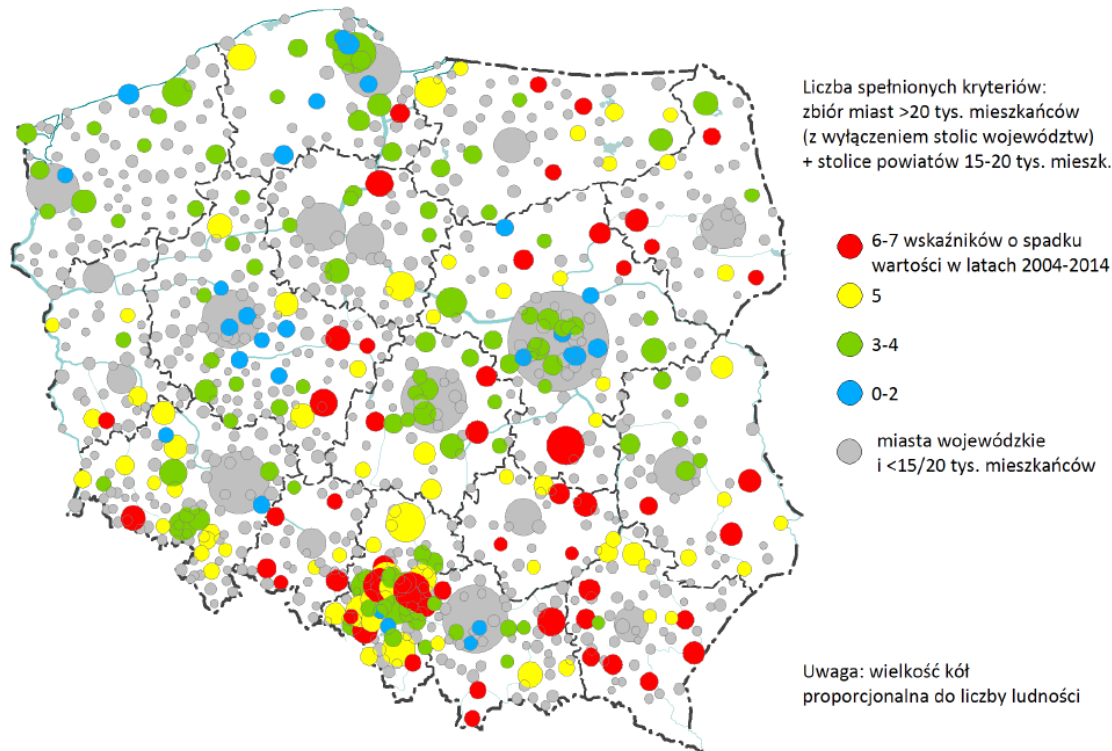 Liczba spełnionych kryteriów:
zbiór miast >20 tys. mieszkańców
(z wyłączeniem stolic województw)
+ stolice powiatów 15-20 tys. mieszk.
6-7 wskaźników o spadku
wartości w latach 2004-2014
5
3-4
0-2
miasta wojewódzkie
i <15/20 tys. mieszkańców
Uwaga: wielkość kół
proporcjonalna do liczby ludności